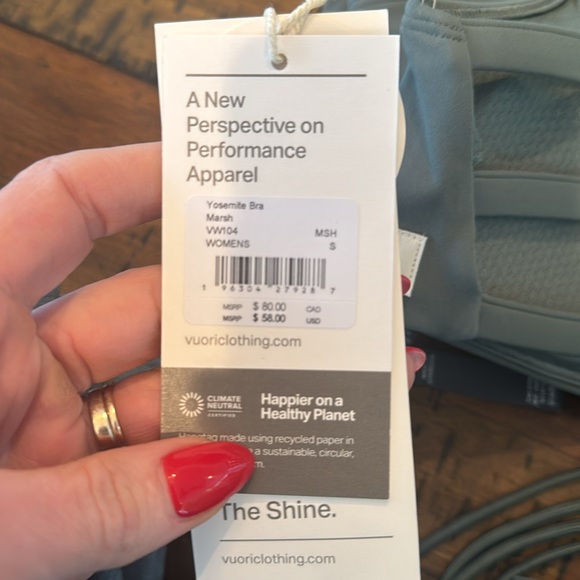 A New
Perspective on
Performance
Apparel
Yosemite Bra
Marsh
VW104 MSH
WOMENS S
1 96304 27928 7
MSRP $ 80.00 CAD
MSRP $ 58.00 USD
vuoriclothing.com
CLIMATE
NEUTRAL
CERTIFIED
Happier on a
Healthy Planet
Hangtag made using recycled paper in
a sustainable, circular,
The Shine.
vuoriclothing.com